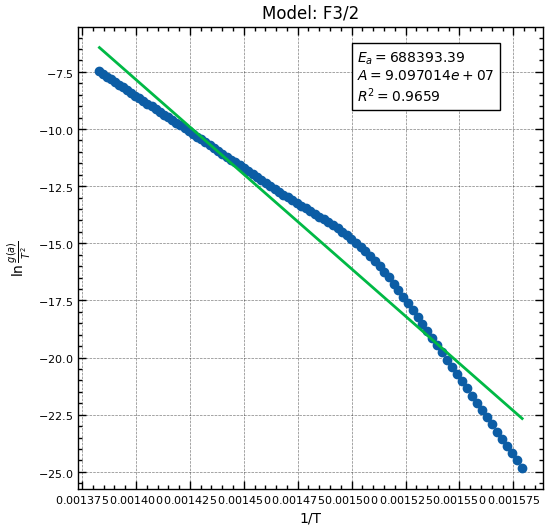 Model: F3/2
E_a = 688393.39
A = 9.097014e + 07
R^2 = 0.9659
ln g(a)/T^2
−7.5
−10.0
−12.5
−15.0
−17.5
−20.0
−22.5
−25.0
0.001375 0.001400 0.001425 0.001450 0.001475 0.001500 0.001525 0.001550 0.001575
1/T